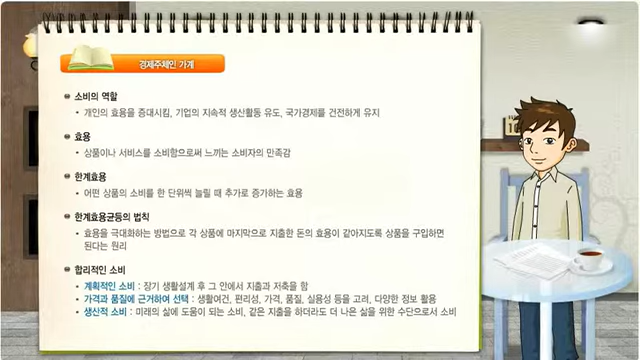 경제주체인 가계
소비의 역할
• 개인의 효용을 증대시킴, 기업의 지속적 생산활동 유도, 국가경제를 건전하게 유지
효용
• 상품이나 서비스를 소비함으로써 느끼는 소비자의 만족감
한계효용
• 어떤 상품의 소비를 한 단위씩 늘릴 때 추가로 증가하는 효용
한계효용균등의 법칙
• 효용을 극대화하는 방법으로 각 상품에 마지막으로 지출한 돈의 효용이 같아지도록 상품을 구입하면
된다는 원리
합리적인 소비
• 계획적인 소비 : 장기 생활설계 후 그 안에서 지출과 저축을 함
• 가격과 품질에 근거하여 선택 : 생활여건, 편리성, 가격, 품질, 실용성 등을 고려, 다양한 정보 활용
• 생산적 소비 : 미래의 삶에 도움이 되는 소비, 같은 지출을 하더라도 더 나은 삶을 위한 수단으로서 소비